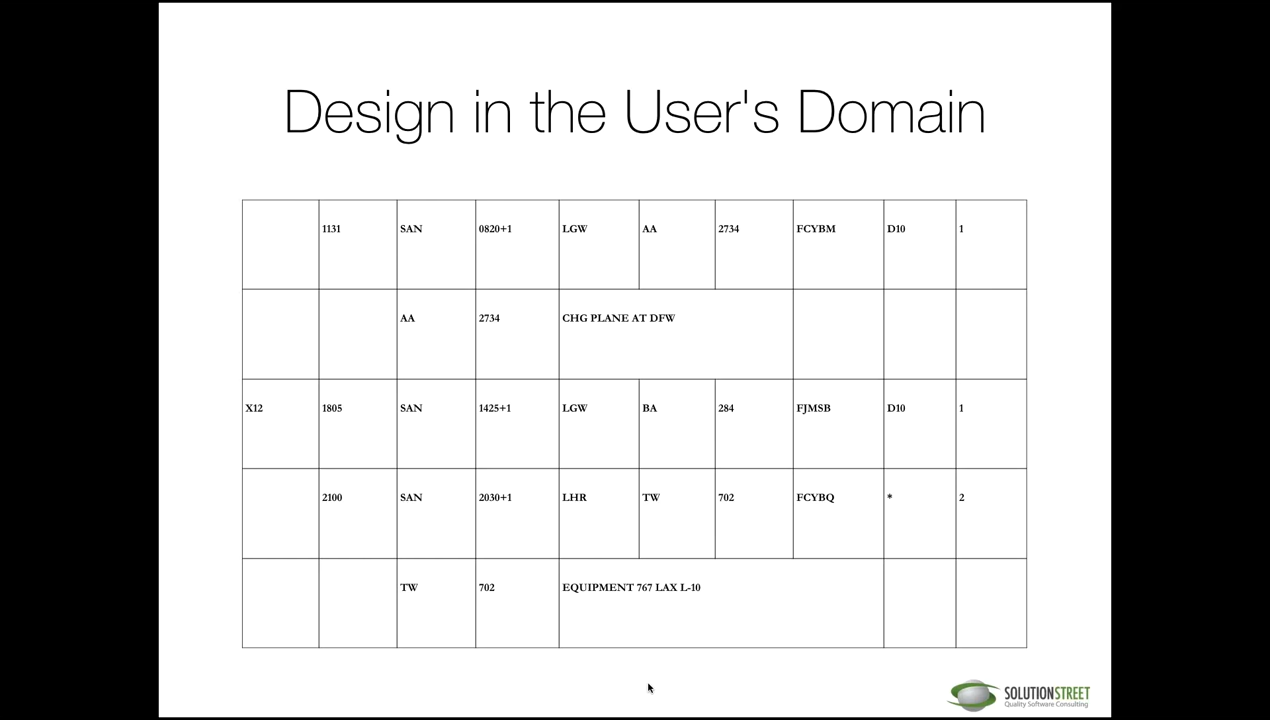 Design in the User's Domain
1131 SAN 0820+1 LGW AA 2734 FCYBM D10 1
AA 2734 CHG PLANE AT DFW
X12 1805 SAN 1425+1 LGW BA 284 FJMSB D10 1
2100 SAN 2030+1 LHR TW 702 FCYBQ * 2
TW 702 EQUIPMENT 767 LAX L-10
SOLUTIONSTREET
Quality Software Consulting